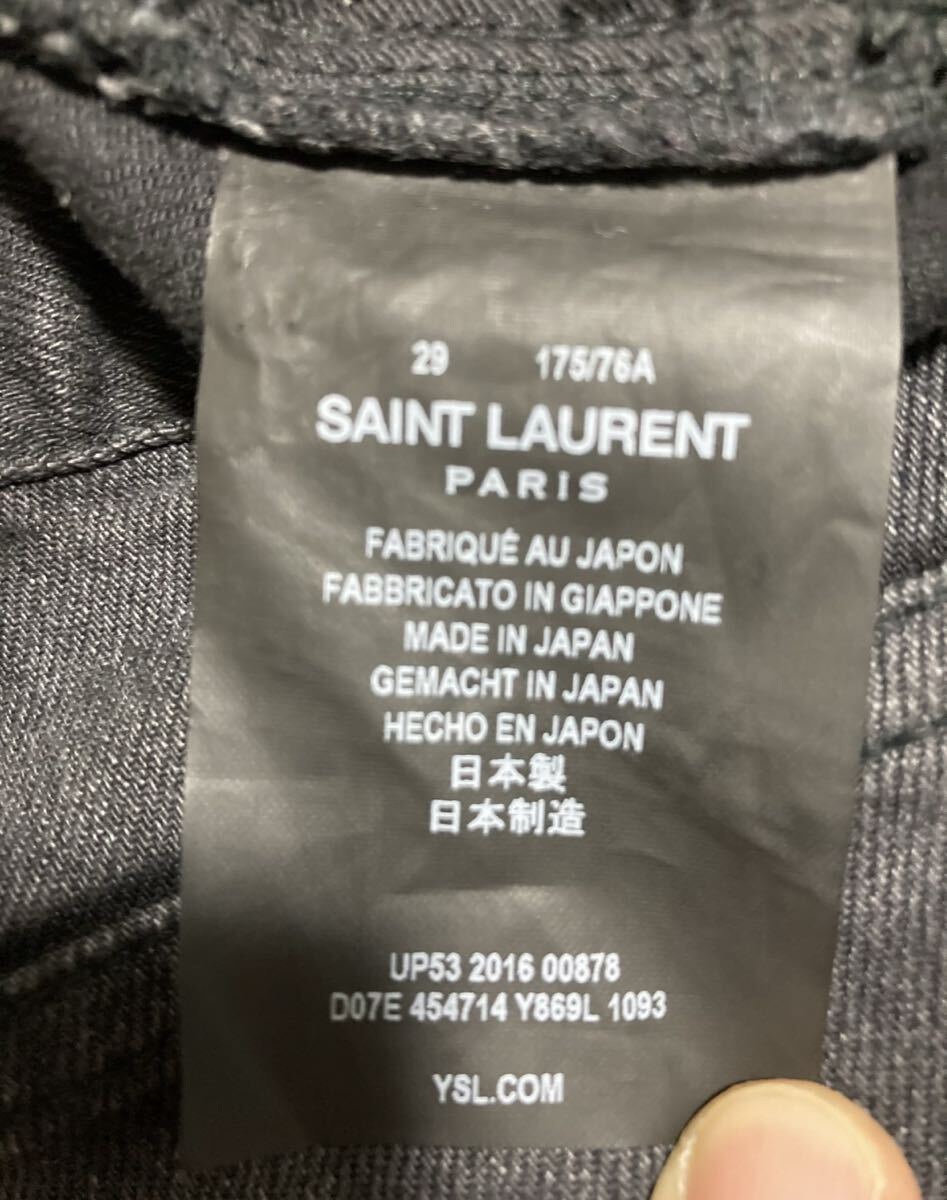 29 175/76A
SAINT LAURENT
PARIS
FABRIQUÉ AU JAPON
FABBRICATO IN GIAPPONE
MADE IN JAPAN
GEMACHT IN JAPAN
HECHO EN JAPON
日本製
日本制造
UP53 2016 00878
D07E 454714 Y869L 1093
YSL.COM